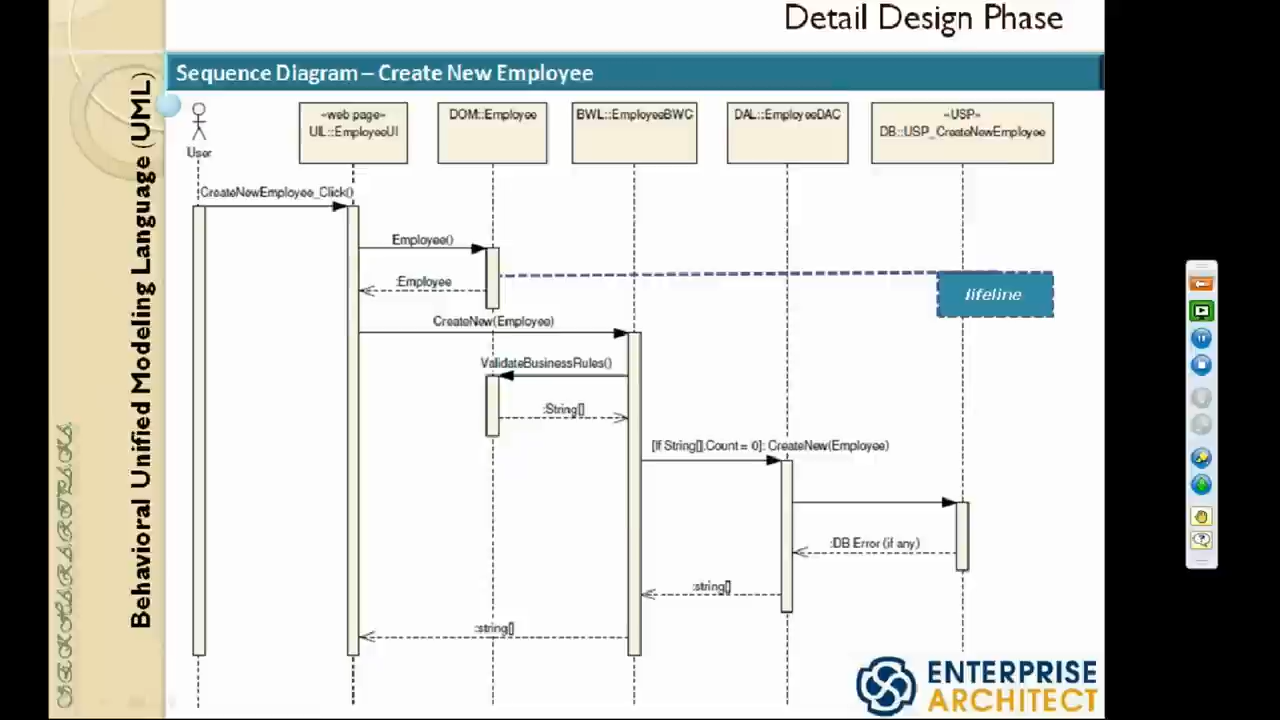 Detail Design Phase
Sequence Diagram – Create New Employee
Behavioral Unified Modeling Language (UML)
User
«web page»
UIL::EmployeeUI
DOM::Employee
BWL::EmployeeBWC
DAL::EmployeeDAC
«USP»
DB::USP_CreateNewEmployee
CreateNewEmployee_Click()
Employee()
:Employee
lifeline
CreateNew(Employee)
ValidateBusinessRules()
:String[]
[If String[].Count = 0]: CreateNew(Employee)
:DB Error (if any)
:string[]
:string[]
ENTERPRISE
ARCHITECT